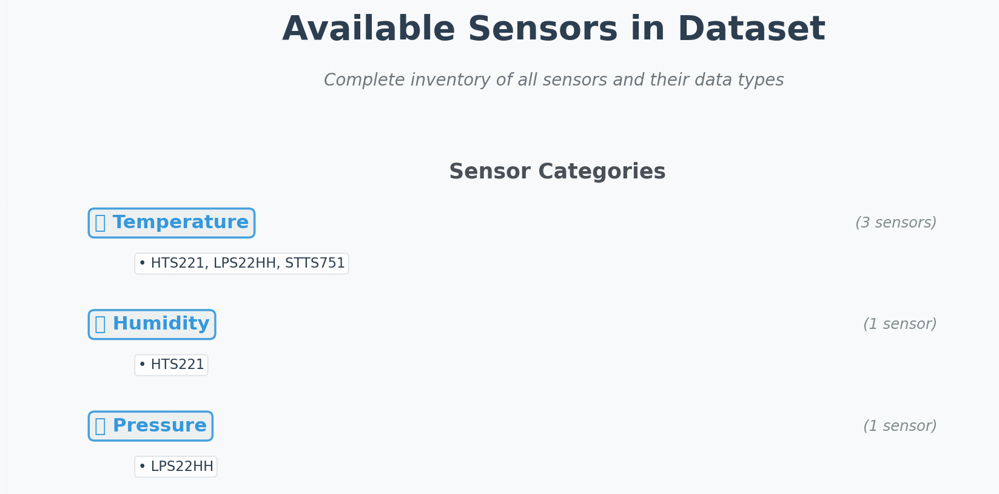 Available Sensors in Dataset
Complete inventory of all sensors and their data types
Sensor Categories
Temperature (3 sensors)
• HTS221, LPS22HH, STTS751
Humidity (1 sensor)
• HTS221
Pressure (1 sensor)
• LPS22HH